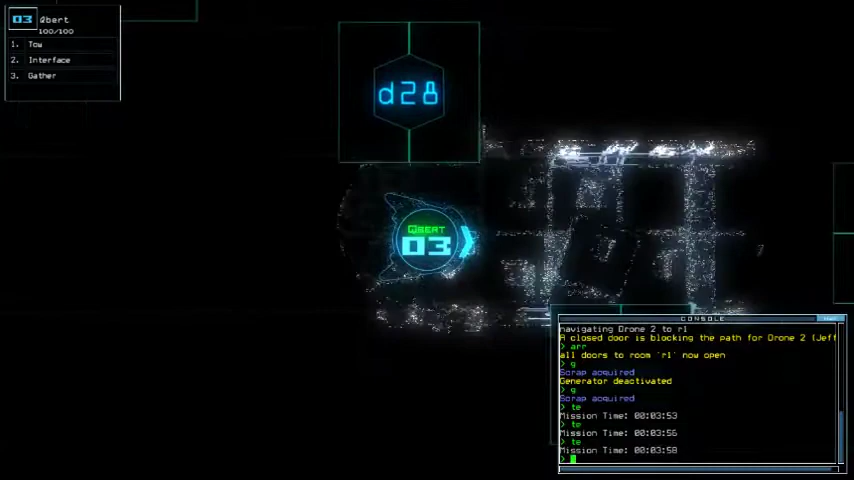 03 Qbert
100/100
1. Tow
2. Interface
3. Gather
d28
QBERT
03
CONSOLE
navigating Drone 2 to r1
A closed door is blocking the path for Drone 2 (Jeff
> arr
all doors to room 'r1' now open
> g
Scrap acquired
Generator deactivated
> g
Scrap acquired
> te
Mission Time: 00:03:53
> te
Mission Time: 00:03:56
> te
Mission Time: 00:03:58
>